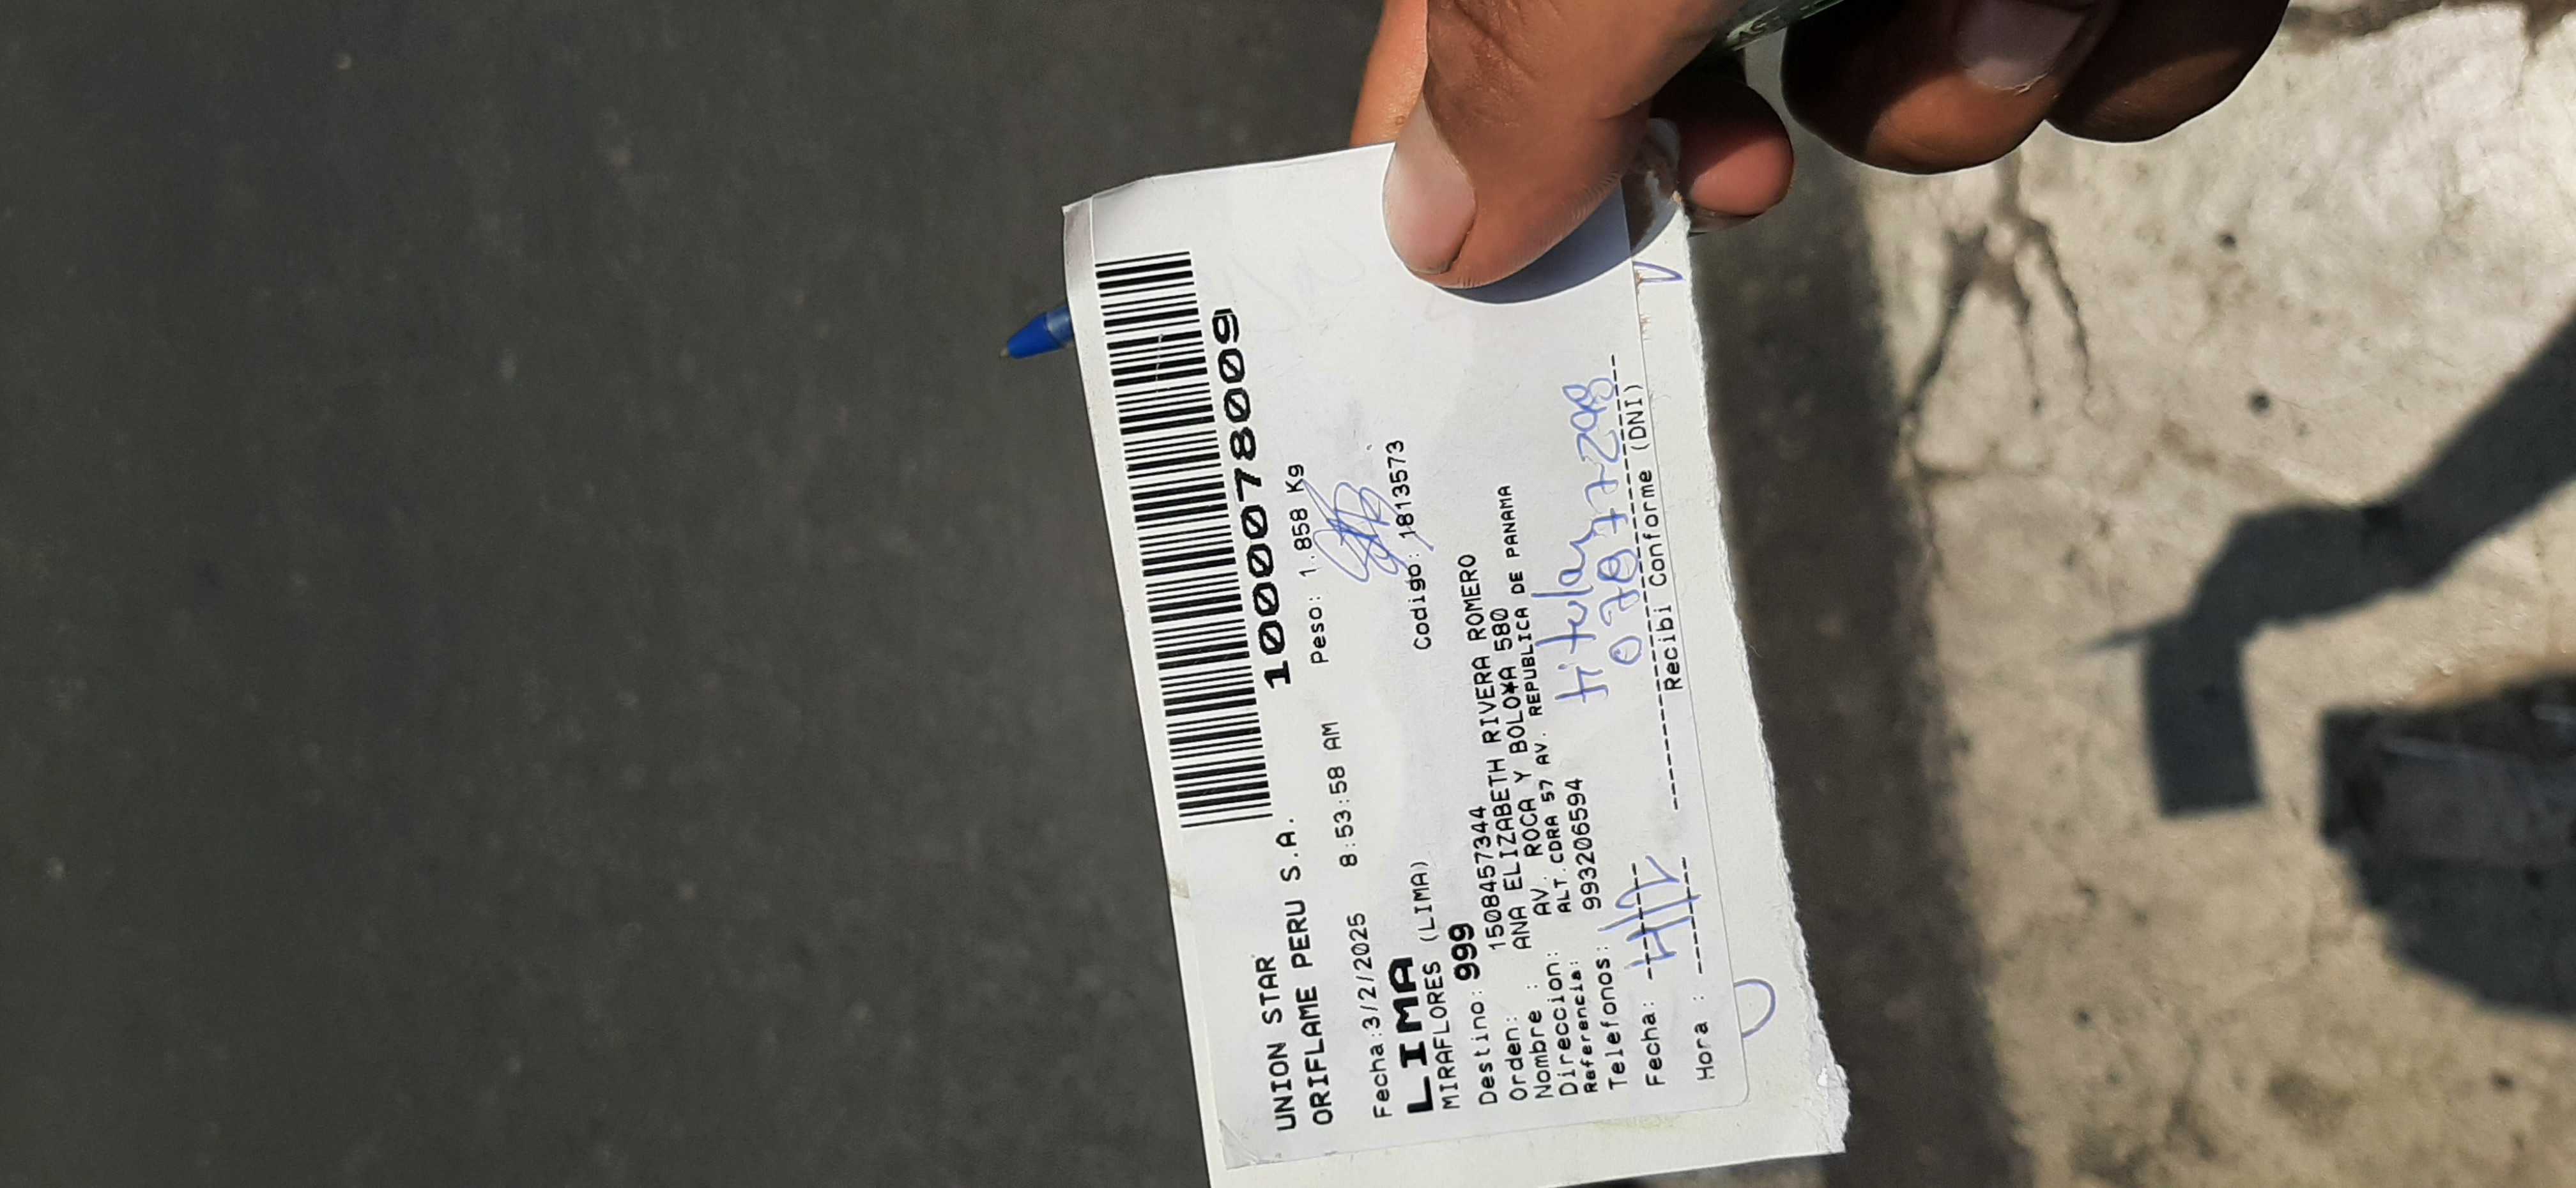 UNION STAR
ORIFLAME PERU S.A.
1000078009
Fecha:3/2/2025 8:53:58 AM Peso: 1.858 Kg
LIMA
MIRAFLORES (LIMA) Codigo: 1813573
Destino: 999
Orden: 1508457344
Nombre : ANA ELIZABETH RIVERA ROMERO
Direccion: AV. ROCA Y BOLO¥A 580
Referencia: ALT.CDRA 57 AV. REPUBLICA DE PANAMA
Telefonos: 993206594
titular
Fecha:
Hora : Recibi Conforme (DNI)